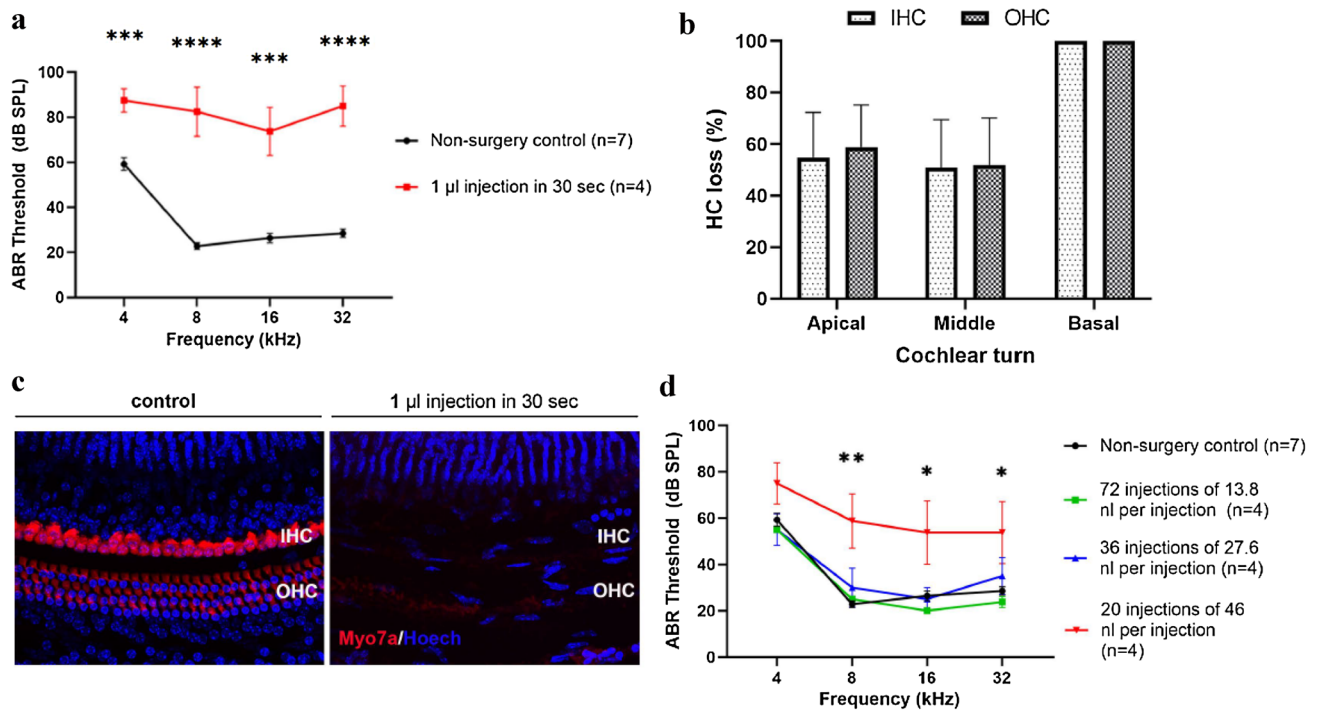 a
*** **** *** ****
ABR Threshold (dB SPL)
100
80
60
40
20
0
4 8 16 32
Frequency (kHz)
Non-surgery control (n=7)
1 µl injection in 30 sec (n=4)
b
IHC OHC
HC loss (%)
100
80
60
40
20
0
Apical Middle Basal
Cochlear turn
c
control
1 µl injection in 30 sec
IHC
OHC
IHC
OHC
Myo7a/Hoech
d
** * *
ABR Threshold (dB SPL)
100
80
60
40
20
0
4 8 16 32
Frequency (kHz)
Non-surgery control (n=7)
72 injections of 13.8
nl per injection (n=4)
36 injections of 27.6
nl per injection (n=4)
20 injections of 46
nl per injection
(n=4)